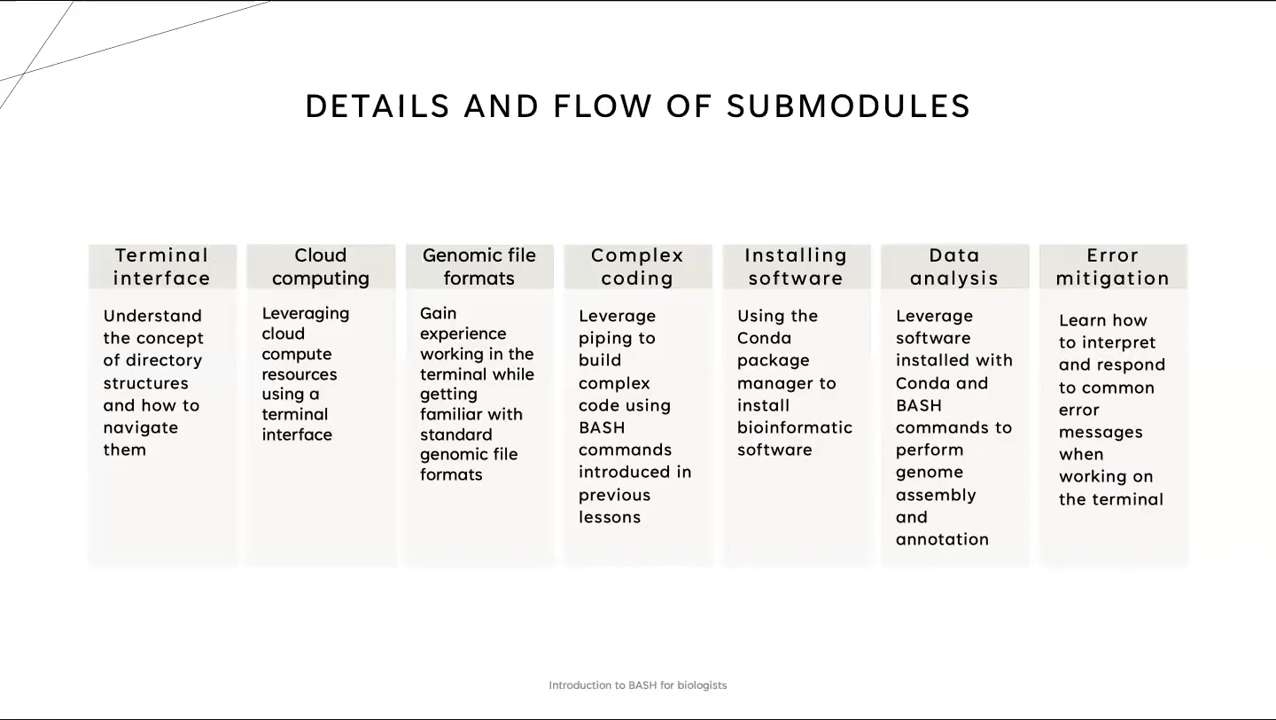 DETAILS AND FLOW OF SUBMODULES
Terminal
interface
Understand
the concept
of directory
structures
and how to
navigate
them
Cloud
computing
Leveraging
cloud
compute
resources
using a
terminal
interface
Genomic file
formats
Gain
experience
working in the
terminal while
getting
familiar with
standard
genomic file
formats
Complex
coding
Leverage
piping to
build
complex
code using
BASH
commands
introduced in
previous
lessons
Installing
software
Using the
Conda
package
manager to
install
bioinformatic
software
Data
analysis
Leverage
software
installed with
Conda and
BASH
commands to
perform
genome
assembly
and
annotation
Error
mitigation
Learn how
to interpret
and respond
to common
error
messages
when
working on
the terminal
Introduction to BASH for biologists